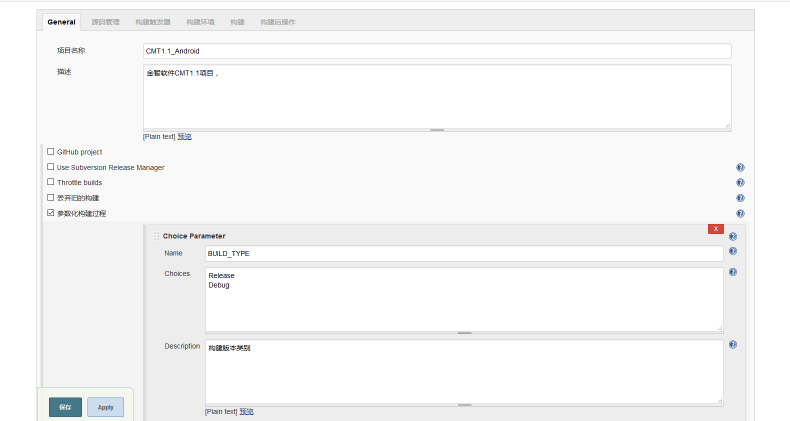 General 源码管理 构建触发器 构建环境 构建 构建后操作
项目名称 CMT1.1_Android
描述 金智软件CMT1.1项目，
[Plain text] 预览
GitHub project
Use Subversion Release Manager
Throttle builds
丢弃旧的构建
参数化构建过程
X
Choice Parameter
Name BUILD_TYPE
Choices Release
Debug
Description 构建版本类别
保存 Apply
[Plain text] 预览